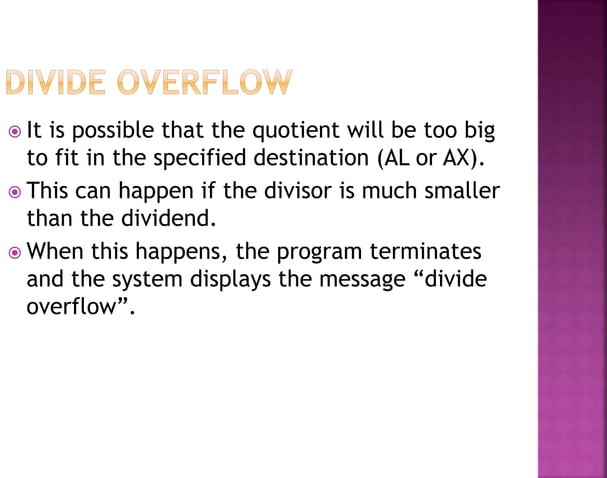 DIVIDE OVERFLOW
It is possible that the quotient will be too big
to fit in the specified destination (AL or AX).
This can happen if the divisor is much smaller
than the dividend.
When this happens, the program terminates
and the system displays the message “divide
overflow”.